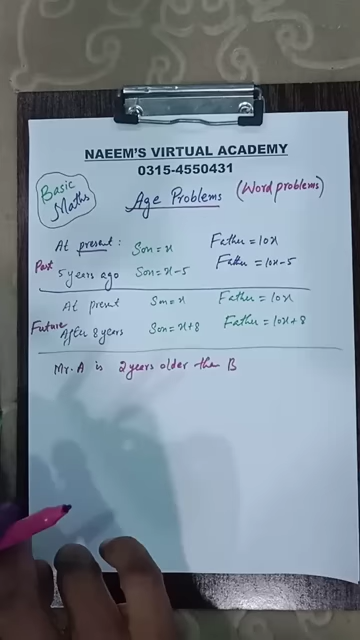 NAEEM'S VIRTUAL ACADEMY
0315-4550431
Basic Maths
Age Problems (Word problems)
At present: Son = x Father = 10x
Past
5 years ago Son = x-5 Father = 10x-5
At present Son = x Father = 10x
Future
After 8 years Son = x+8 Father = 10x+8
Mr. A is 2 years older than B